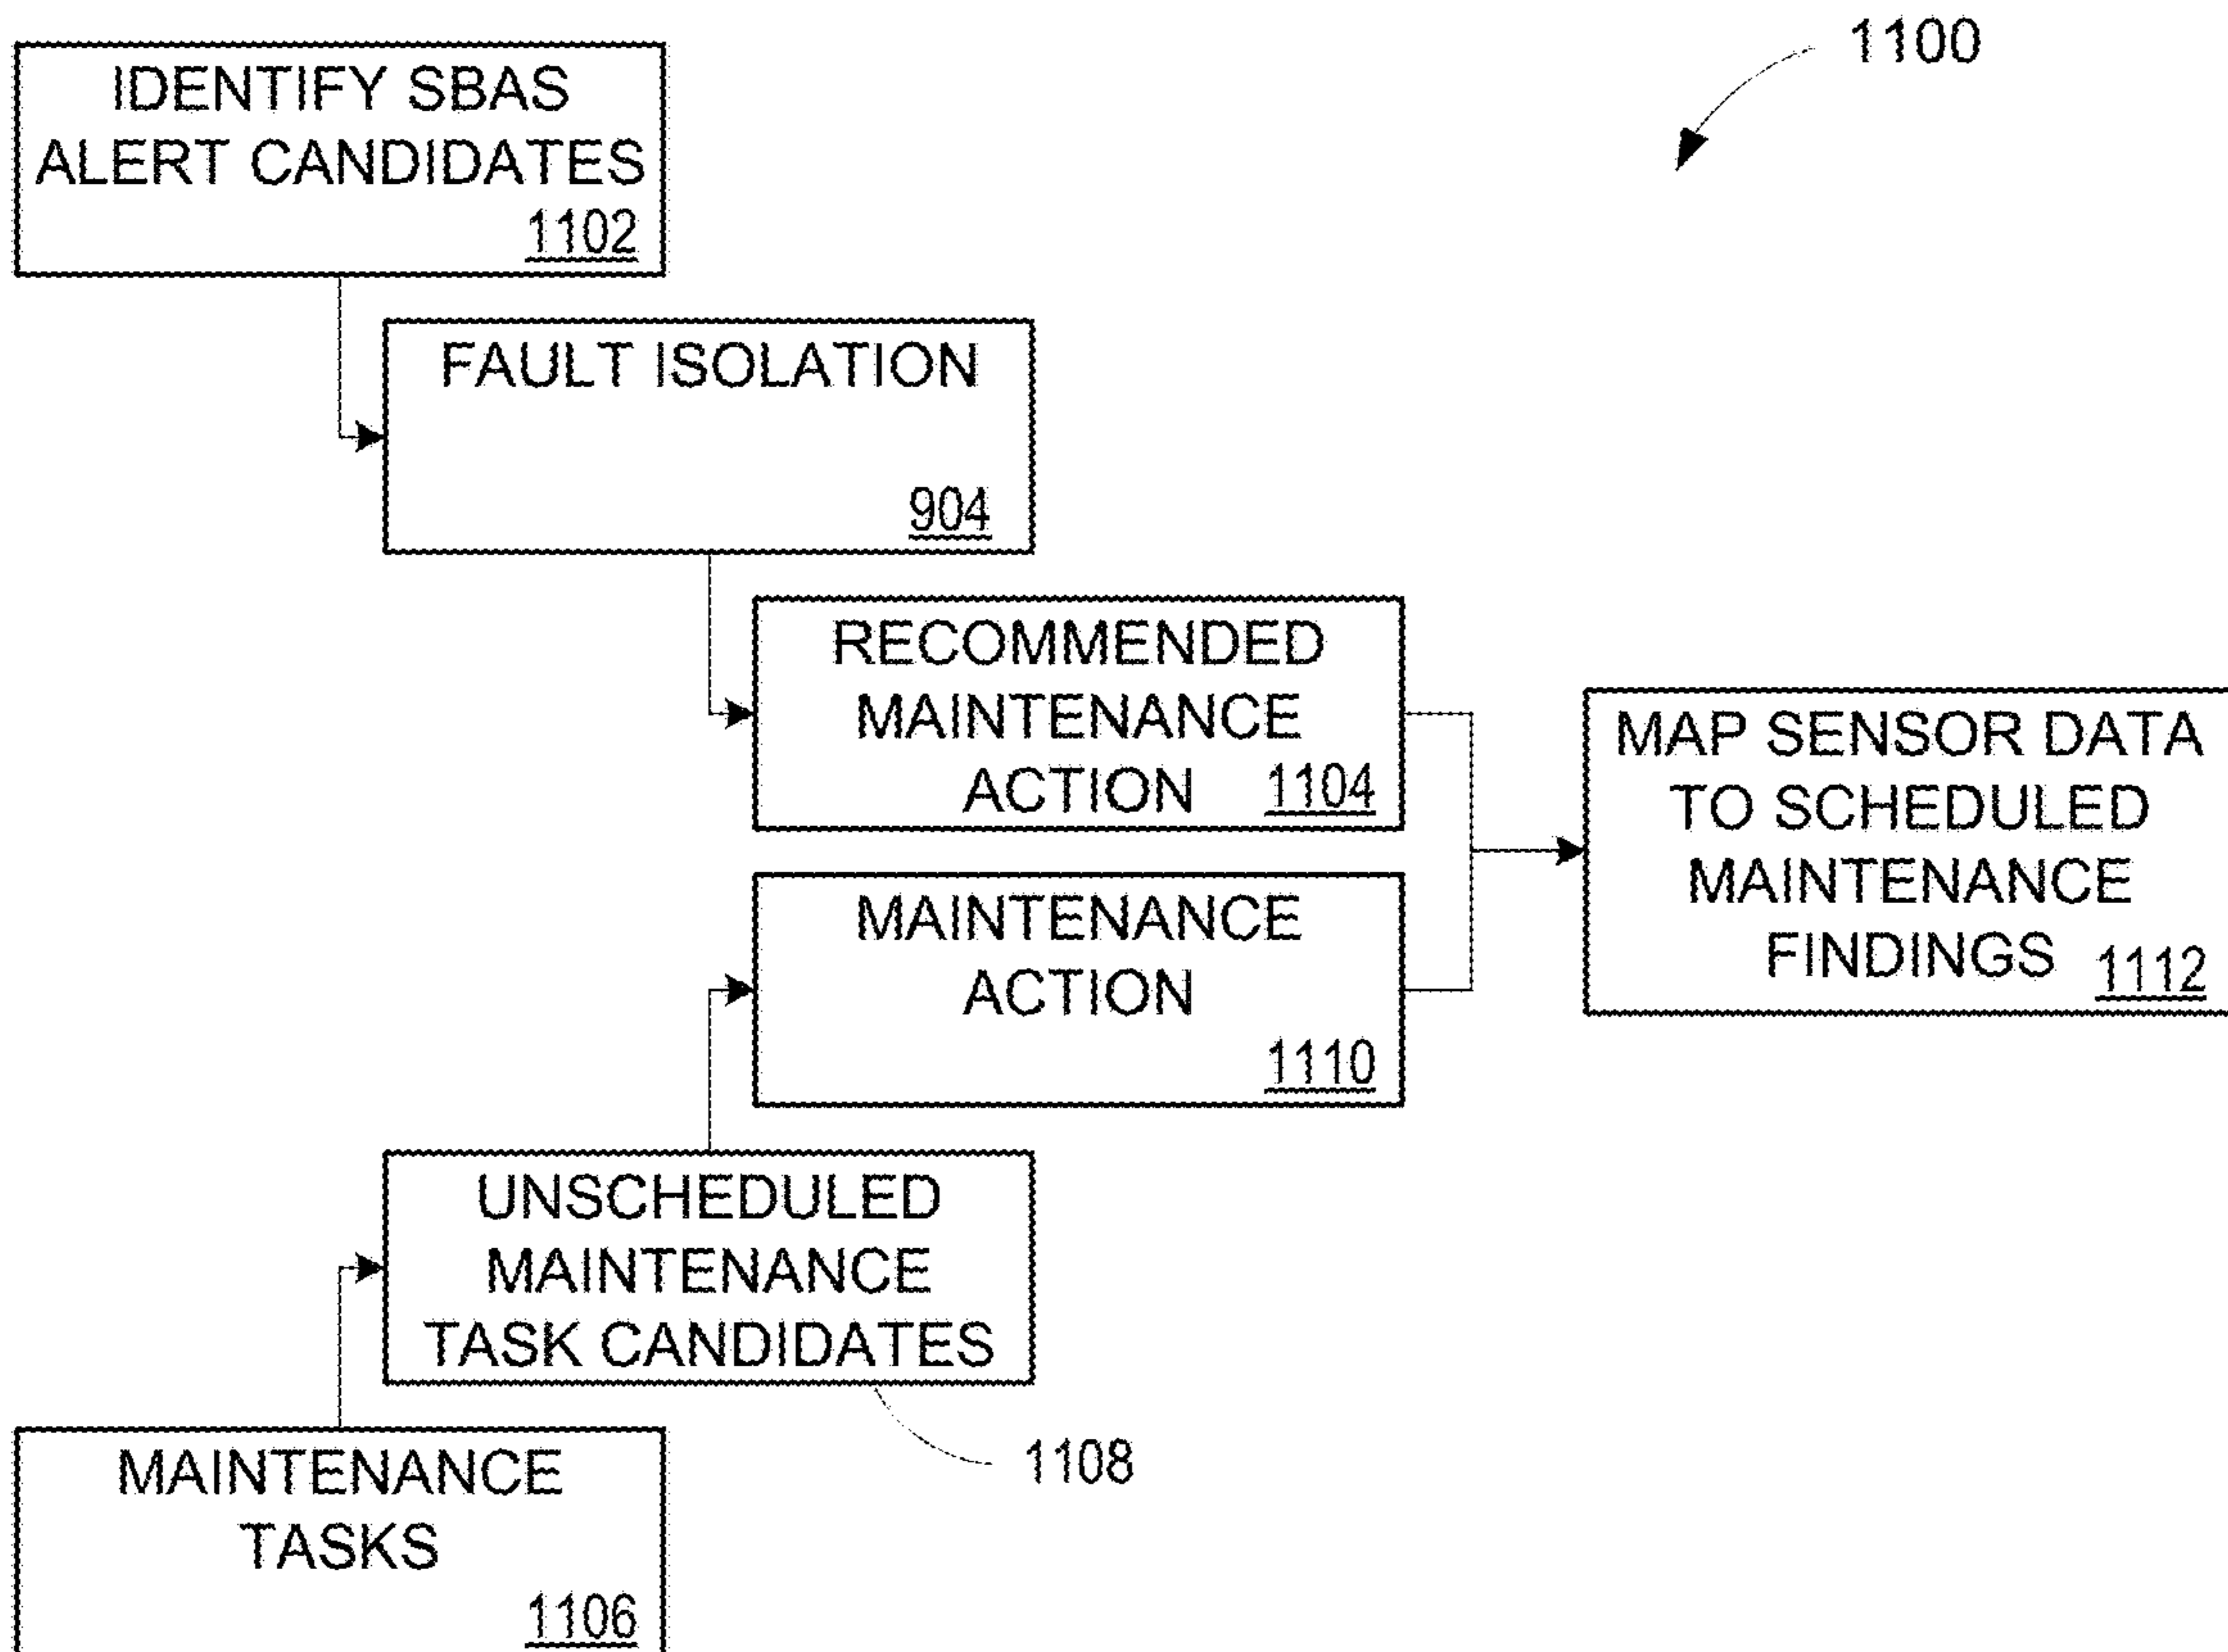 1100
IDENTIFY SBAS
ALERT CANDIDATES
1102
FAULT ISOLATION
904
RECOMMENDED
MAINTENANCE
ACTION 1104
MAINTENANCE
ACTION
1110
MAP SENSOR DATA
TO SCHEDULED
MAINTENANCE
FINDINGS 1112
UNSCHEDULED
MAINTENANCE
TASK CANDIDATES
1108
MAINTENANCE
TASKS
1106